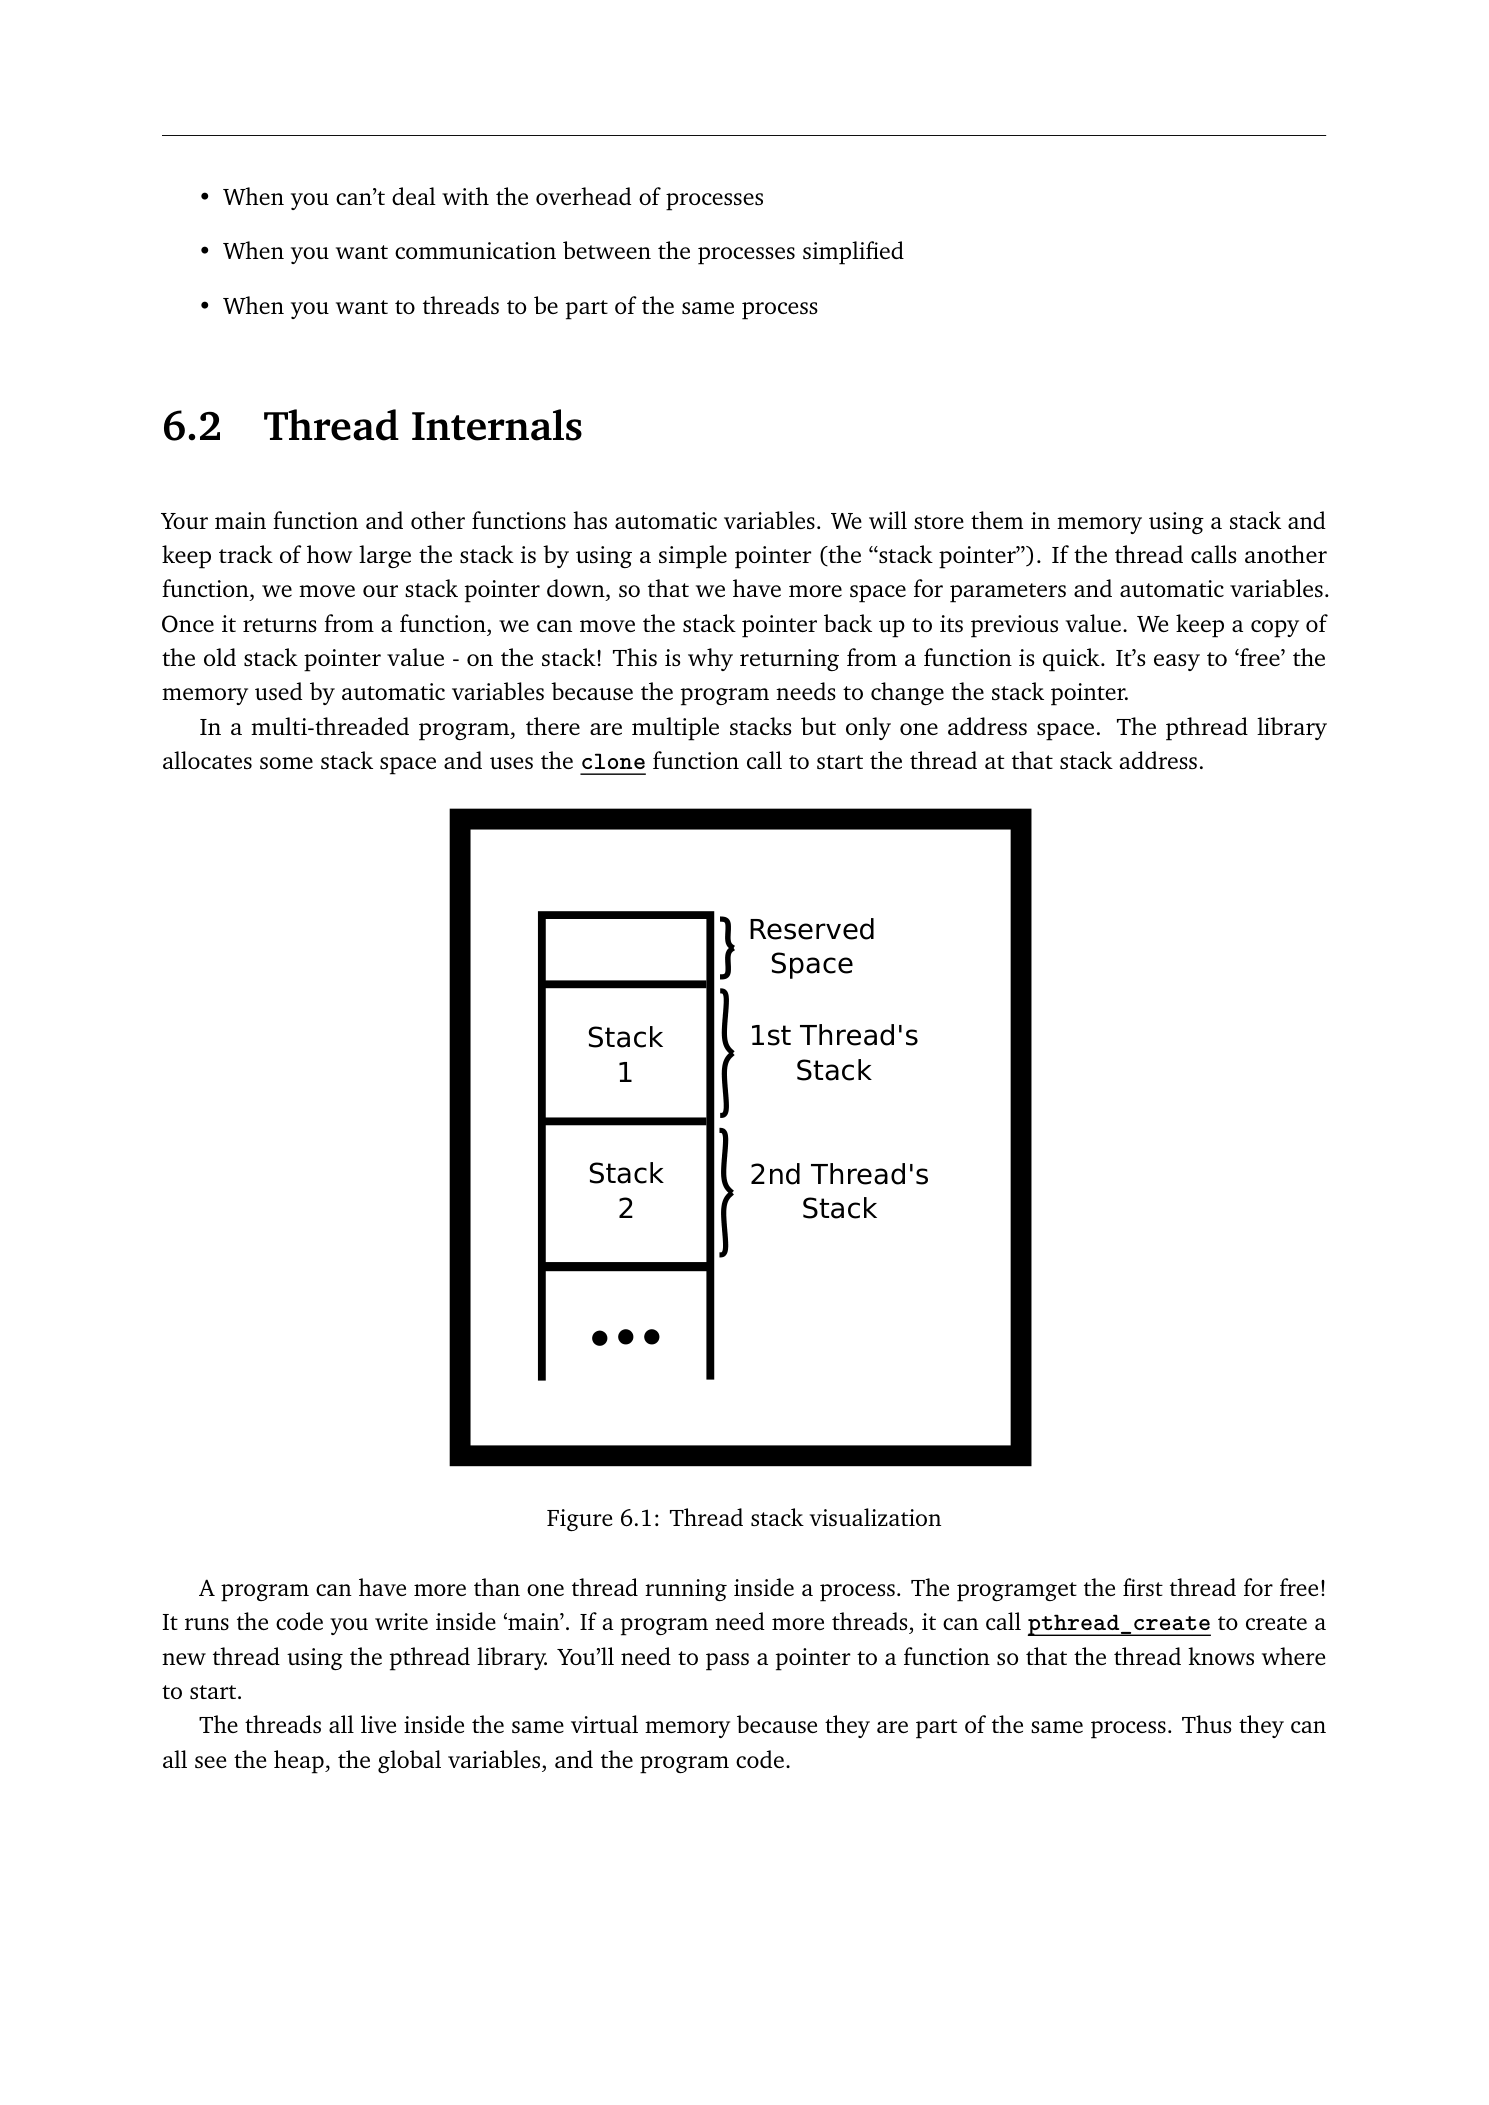 • When you can't deal with the overhead of processes
• When you want communication between the processes simplified
• When you want to threads to be part of the same process
6.2 Thread Internals
Your main function and other functions has automatic variables. We will store them in memory using a stack and
keep track of how large the stack is by using a simple pointer (the “stack pointer”). If the thread calls another
function, we move our stack pointer down, so that we have more space for parameters and automatic variables.
Once it returns from a function, we can move the stack pointer back up to its previous value. We keep a copy of
the old stack pointer value - on the stack! This is why returning from a function is quick. It’s easy to ‘free’ the
memory used by automatic variables because the program needs to change the stack pointer.
In a multi-threaded program, there are multiple stacks but only one address space. The pthread library
allocates some stack space and uses the clone function call to start the thread at that stack address.
Reserved
Space
Stack
1
1st Thread's
Stack
Stack
2
2nd Thread's
Stack
Figure 6.1: Thread stack visualization
A program can have more than one thread running inside a process. The programget the first thread for free!
It runs the code you write inside ‘main’. If a program need more threads, it can call pthread_create to create a
new thread using the pthread library. You’ll need to pass a pointer to a function so that the thread knows where
to start.
The threads all live inside the same virtual memory because they are part of the same process. Thus they can
all see the heap, the global variables, and the program code.